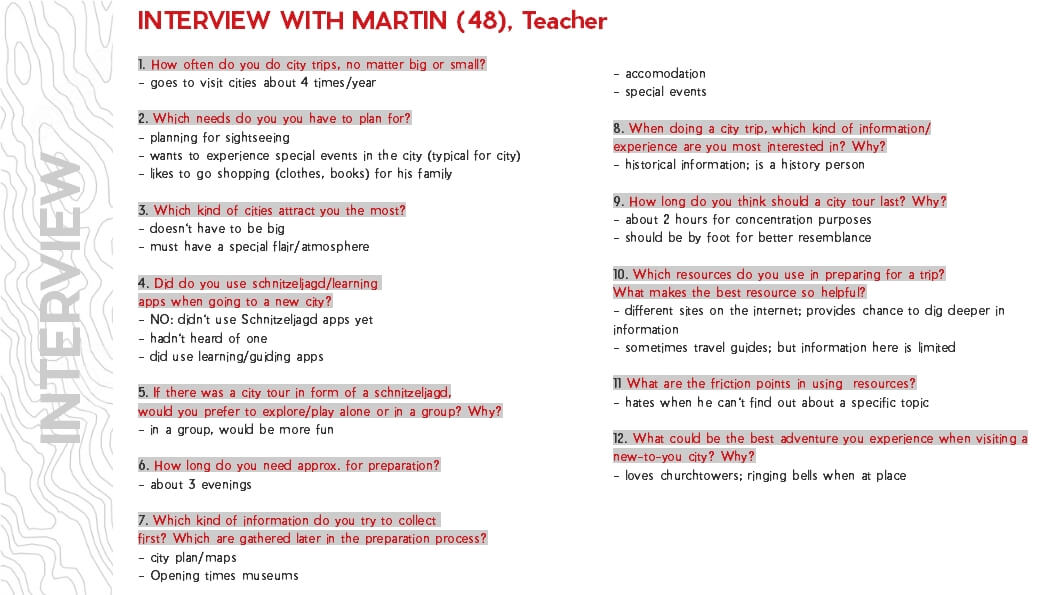 INTERVIEW
INTERVIEW WITH MARTIN (48), Teacher
1. How often do you do city trips, no matter big or small?
- goes to visit cities about 4 times/year
2. Which needs do you you have to plan for?
- planning for sightseeing
- wants to experience special events in the city (typical for city)
- likes to go shopping (clothes, books) for his family
3. Which kind of cities attract you the most?
- doesn't have to be big
- must have a special flair/atmosphere
4. Did do you use schnitzeljagd/learning
apps when going to a new city?
- NO: didn't use Schnitzeljagd apps yet
- hadn't heard of one
- did use learning/guiding apps
5. If there was a city tour in form of a schnitzeljagd,
would you prefer to explore/play alone or in a group? Why?
- in a group, would be more fun
6. How long do you need approx. for preparation?
- about 3 evenings
7. Which kind of information do you try to collect
first? Which are gathered later in the preparation process?
- city plan/maps
- Opening times museums
- accomodation
- special events
8. When doing a city trip, which kind of information/
experience are you most interested in? Why?
- historical information; is a history person
9. How long do you think should a city tour last? Why?
- about 2 hours for concentration purposes
- should be by foot for better resemblance
10. Which resources do you use in preparing for a trip?
What makes the best resource so helpful?
- different sites on the internet; provides chance to dig deeper in
information
- sometimes travel guides; but information here is limited
11 What are the friction points in using resources?
- hates when he can't find out about a specific topic
12. What could be the best adventure you experience when visiting a
new-to-you city? Why?
- loves churchtowers; ringing bells when at place